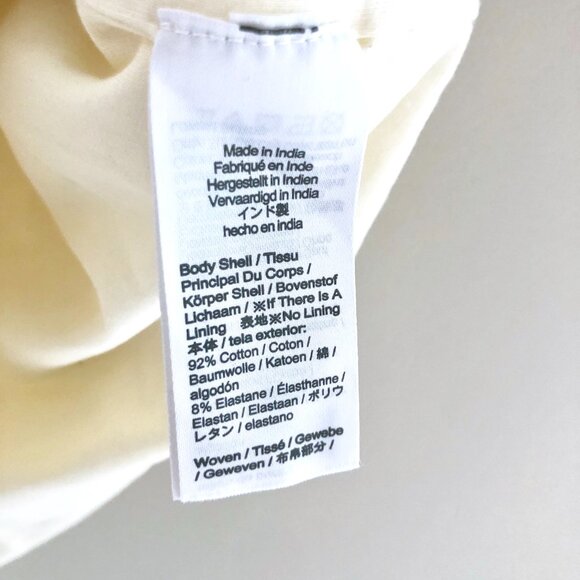 Made in India
Fabriqué en Inde
Hergestellt in Indien
Vervaardigd in India
インド製
hecho en india
Body Shell / Tissu
Principal Du Corps /
Körper Shell / Bovenstof
Lichaam / ※If There Is A
Lining 表地※No Lining
本体 / tela exterior:
92% Cotton / Coton /
Baumwolle / Katoen / 綿 /
algodón
8% Elastane / Élasthanne /
Elastan / Elastaan / ポリウ
レタン / elastano
Woven / Tissé / Gewebe
/ Geweven / 布帛部分 /